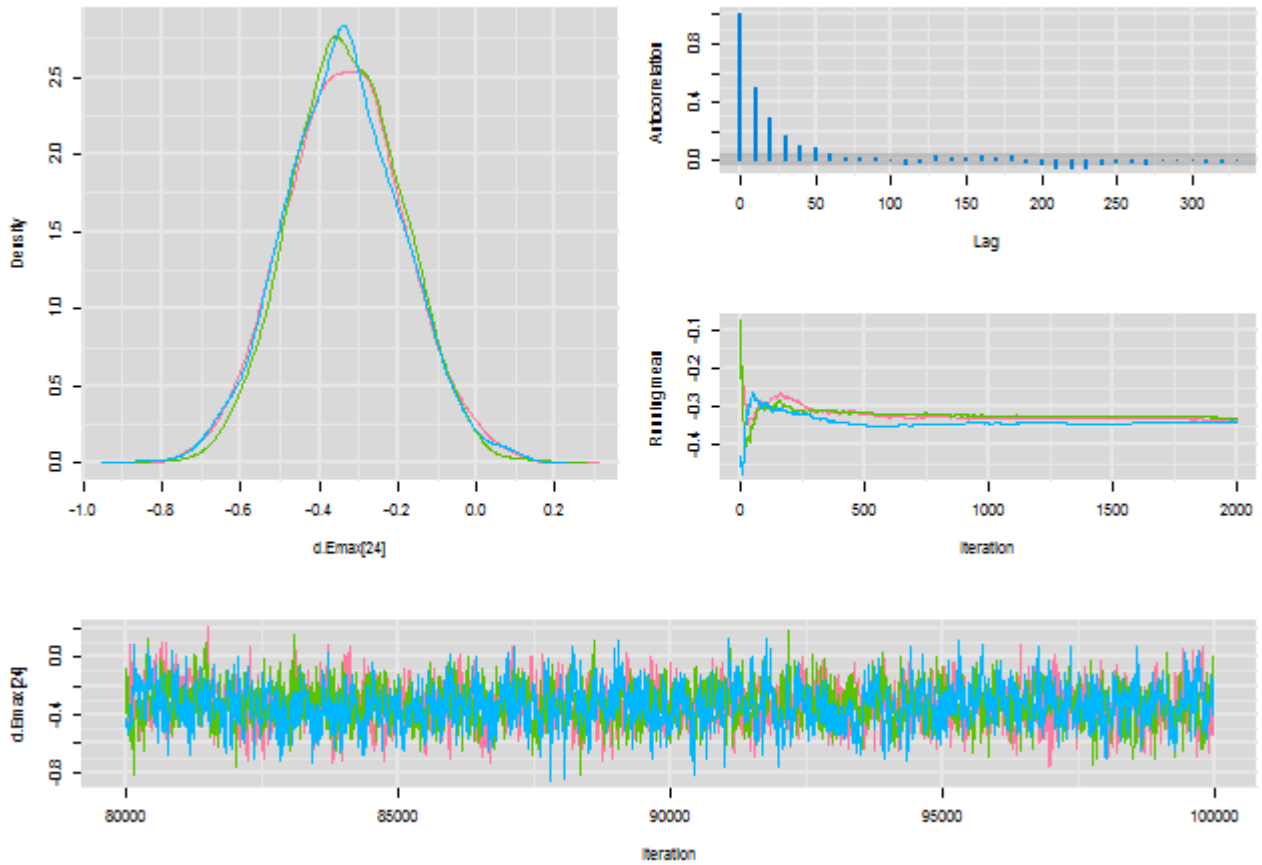 Density
2.5
2.0
1.5
1.0
0.5
0.0
-1.0 -0.8 -0.6 -0.4 -0.2 0.0 0.2
d.Emax[24]
Autocorrelation
0.8
0.4
0.0
0 50 100 150 200 250 300
Lag
Running mean
-0.1
-0.2
-0.3
-0.4
0 500 1000 1500 2000
Iteration
d.Emax[24]
0.0
-0.4
-0.8
80000 85000 90000 95000 100000
Iteration